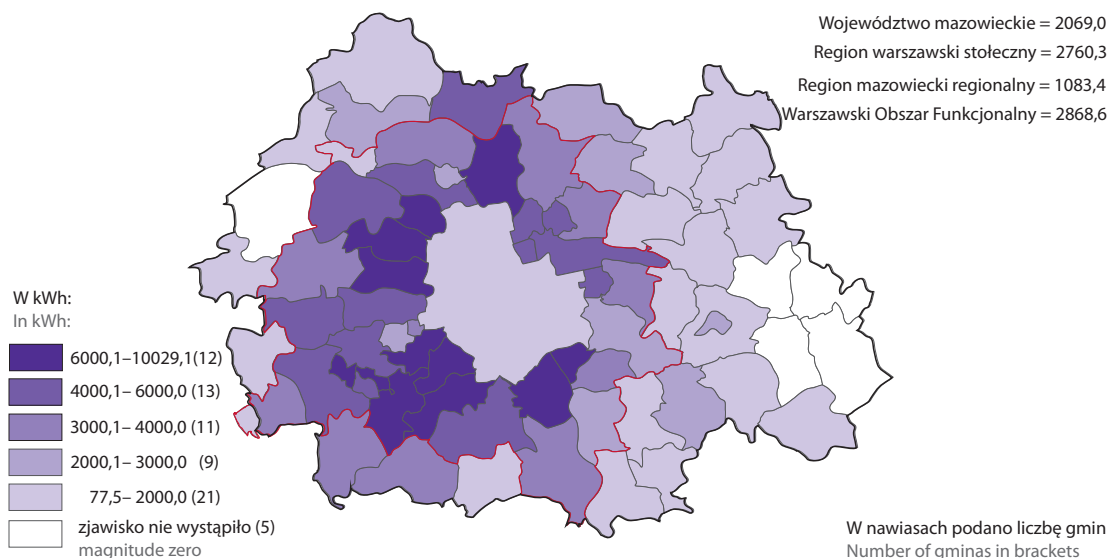 Województwo mazowieckie = 2069,0
Region warszawski stołeczny = 2760,3
Region mazowiecki regionalny = 1083,4
Warszawski Obszar Funkcjonalny = 2868,6
W kWh:
In kWh:
6000,1–10029,1(12)
4000,1– 6000,0 (13)
3000,1– 4000,0 (11)
2000,1– 3000,0 (9)
77,5– 2000,0 (21)
zjawisko nie wystąpiło (5)
magnitude zero
W nawiasach podano liczbę gmin
Number of gminas in brackets